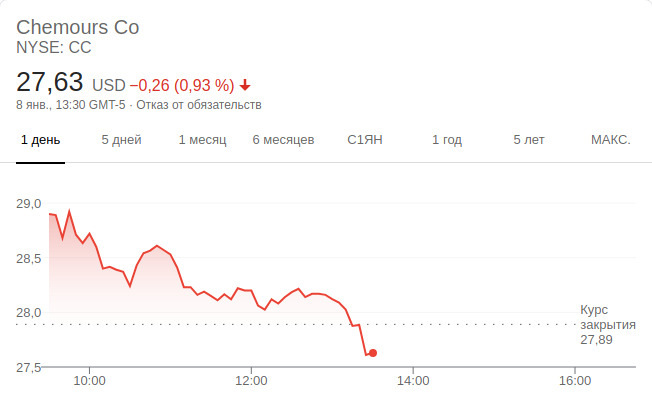 Chemours Co
NYSE: CC
27,63 USD −0,26 (0,93 %)
8 янв., 13:30 GMT-5 · Отказ от обязательств
1 день 5 дней 1 месяц 6 месяцев С1ЯН 1 год 5 лет МАКС.
29,0
28,5
28,0
27,5
Курс
закрытия
27,89
10:00 12:00 14:00 16:00